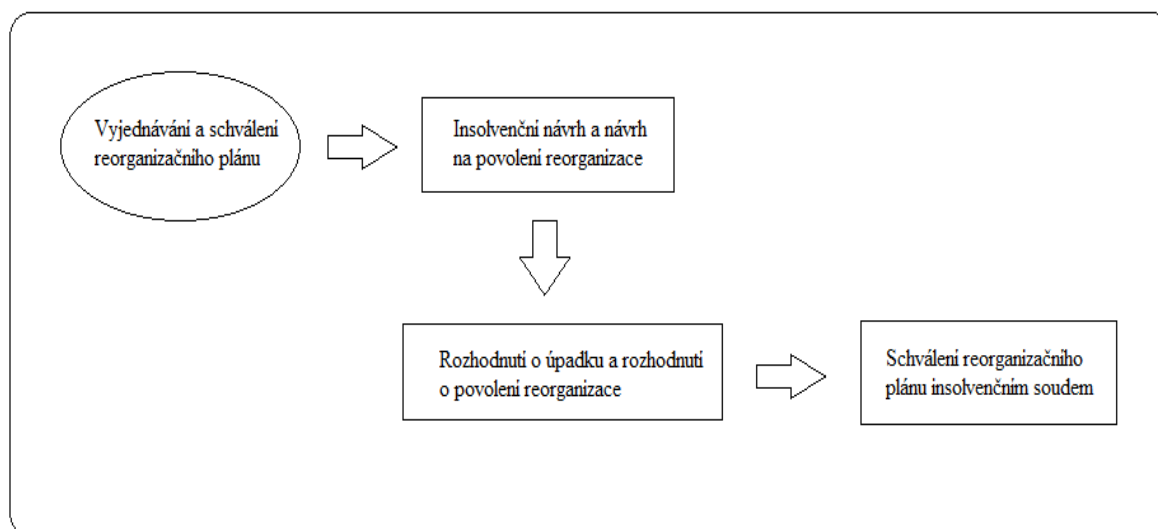 Vyjednávání a schválení
reorganizačního plánu
Insolvenční návrh a návrh
na povolení reorganizace
Rozhodnutí o úpadku a rozhodnutí
o povolení reorganizace
Schválení reorganizačního
plánu insolvenčním soudem